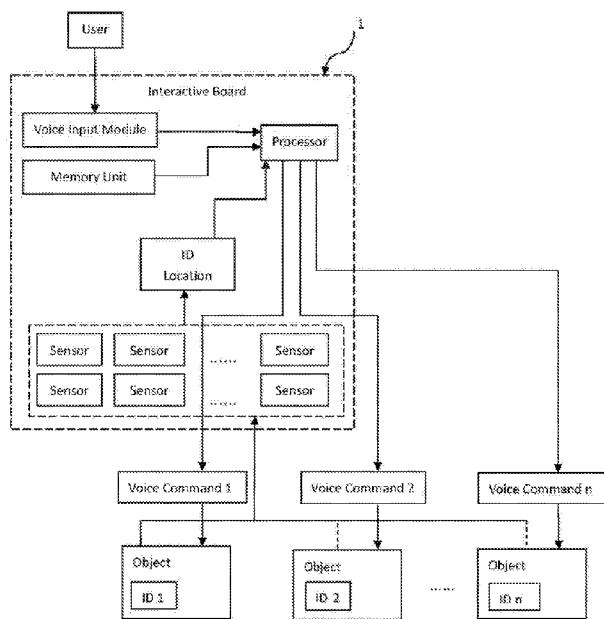 1
User
Interactive Board
Voice Input Module
Processor
Memory Unit
ID
Location
Sensor
Sensor
......
Sensor
Sensor
Sensor
......
Sensor
Voice Command 1
Voice Command 2
Voice Command n
Object
ID 1
Object
ID 2
......
Object
ID n